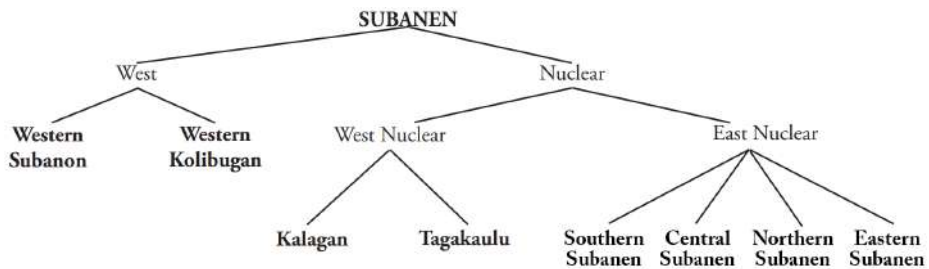 SUBANEN
West
Nuclear
Western
Subanon
Western
Kolibugan
West Nuclear
East Nuclear
Kalagan
Tagakaulu
Southern
Subanen
Central
Subanen
Northern
Subanen
Eastern
Subanen